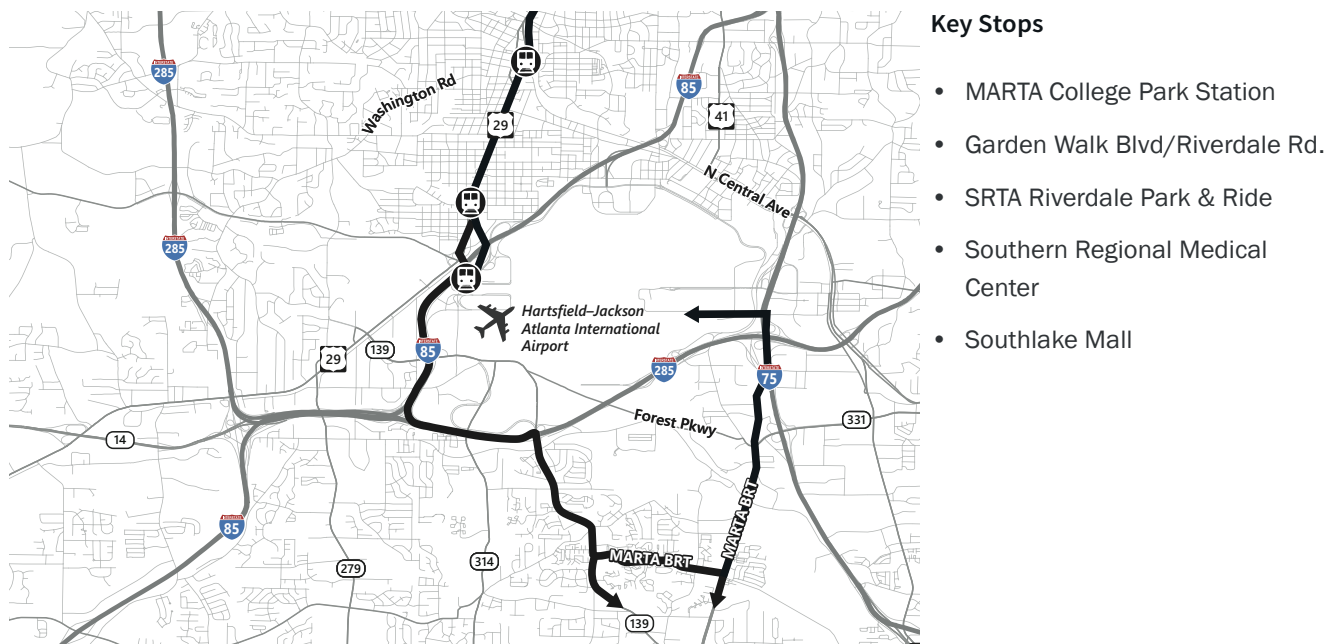 Key Stops
• MARTA College Park Station
• Garden Walk Blvd/Riverdale Rd.
• SRTA Riverdale Park & Ride
• Southern Regional Medical
Center
• Southlake Mall
285
Washington Rd
29
85
41
N Central Ave
285
Hartsfield–Jackson
Atlanta International
Airport
29
139
85
285
75
Forest Pkwy
331
14
85
MARTA BRT
MARTA BRT
279
314
139